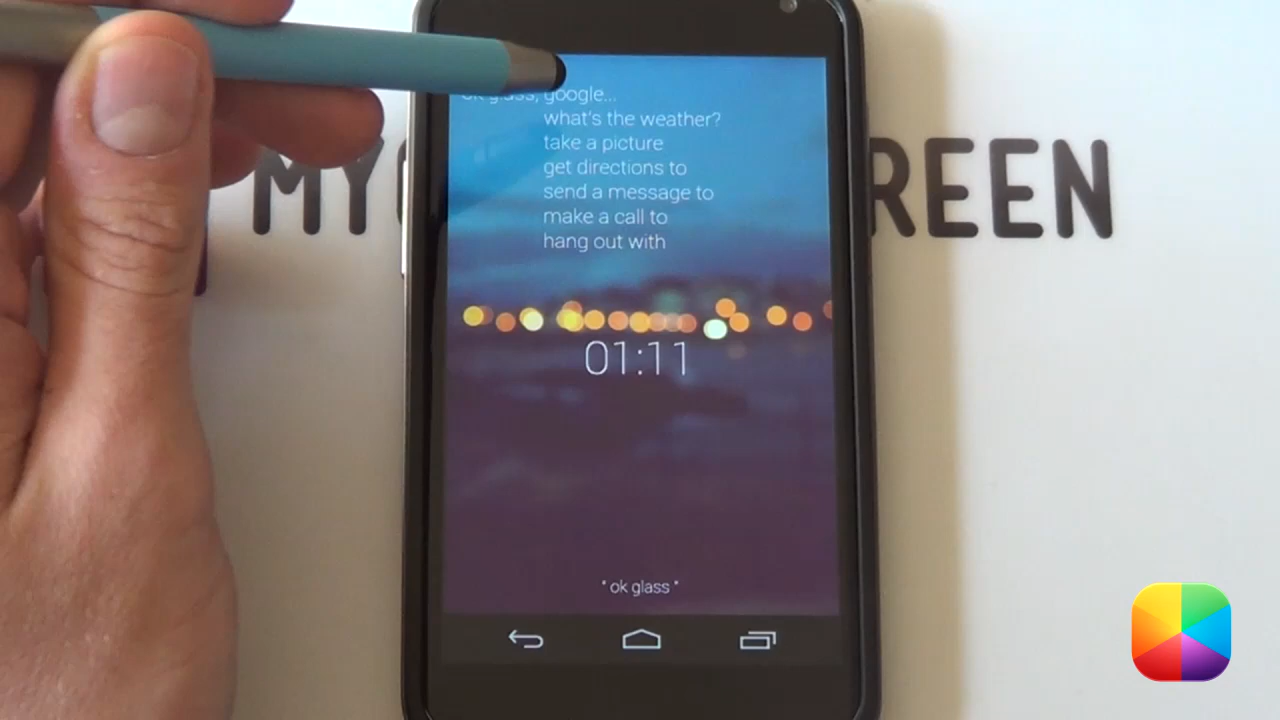 ok glass, google...
what's the weather?
take a picture
get directions to
send a message to
make a call to
hang out with
MY REEN
01:11
"ok glass"